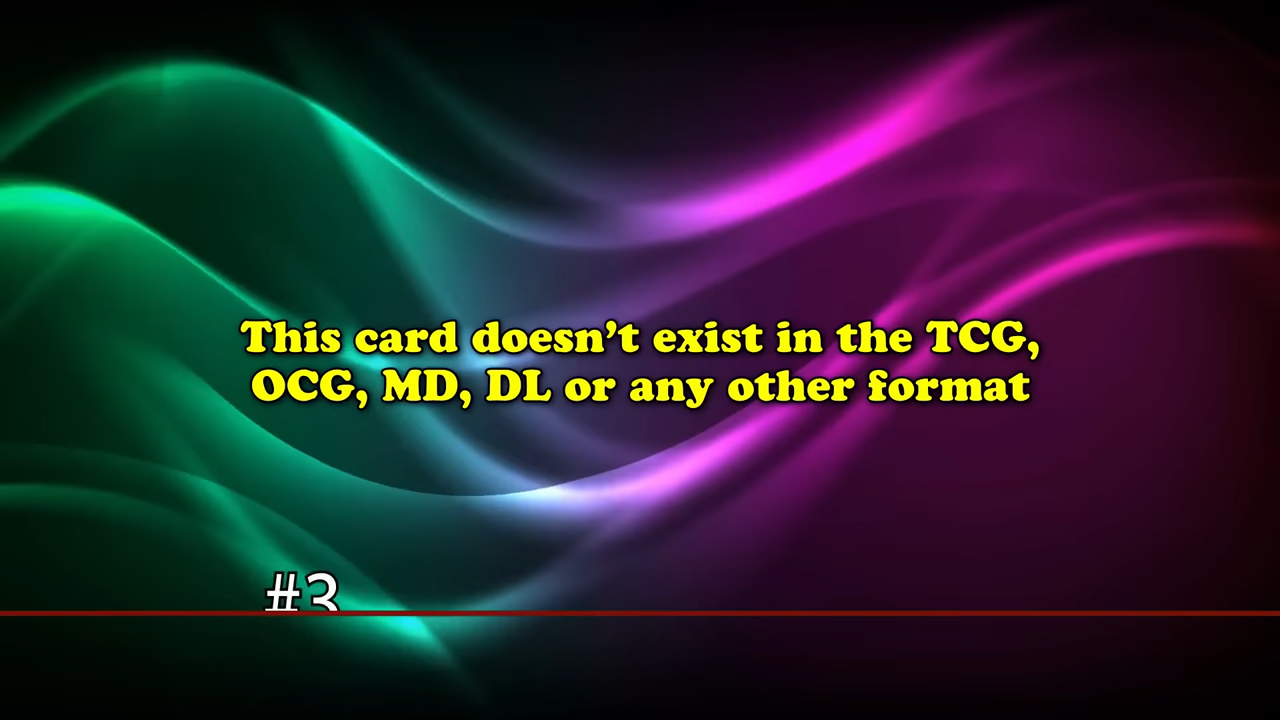 This card doesn't exist in the TCG,
OCG, MD, DL or any other format
#3